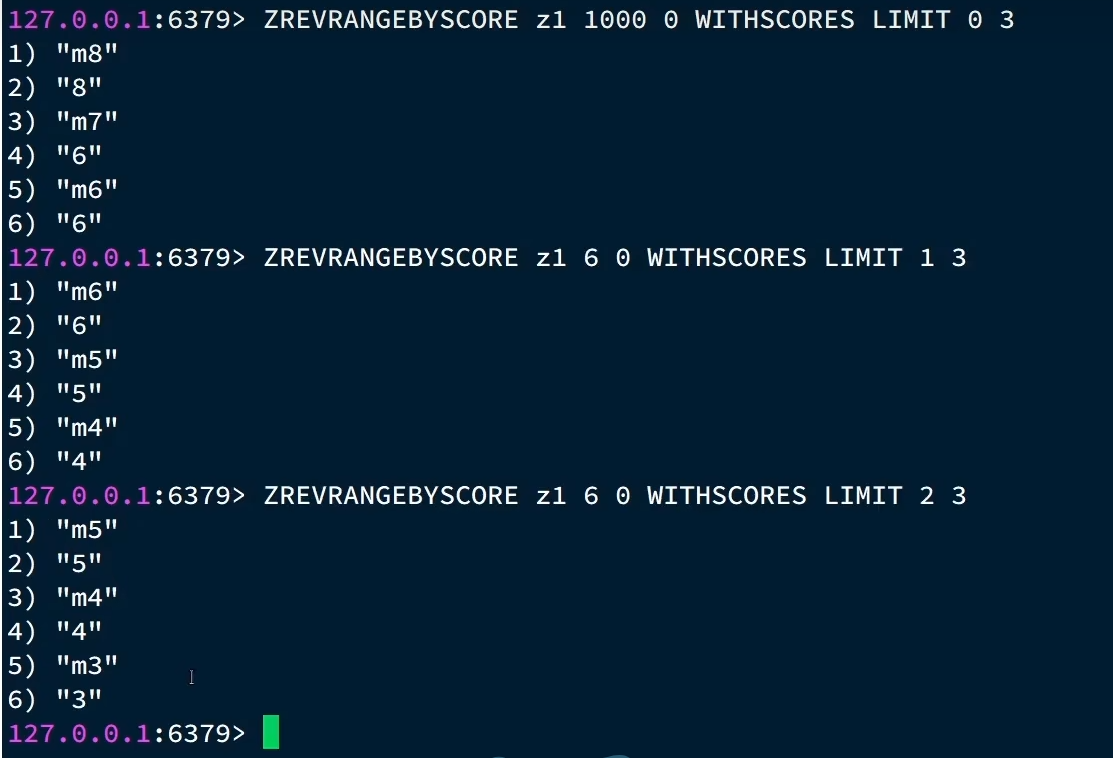 127.0.0.1:6379> ZREVRANGEBYSCORE z1 1000 0 WITHSCORES LIMIT 0 3
1) "m8"
2) "8"
3) "m7"
4) "6"
5) "m6"
6) "6"
127.0.0.1:6379> ZREVRANGEBYSCORE z1 6 0 WITHSCORES LIMIT 1 3
1) "m6"
2) "6"
3) "m5"
4) "5"
5) "m4"
6) "4"
127.0.0.1:6379> ZREVRANGEBYSCORE z1 6 0 WITHSCORES LIMIT 2 3
1) "m5"
2) "5"
3) "m4"
4) "4"
5) "m3"
6) "3"
127.0.0.1:6379>